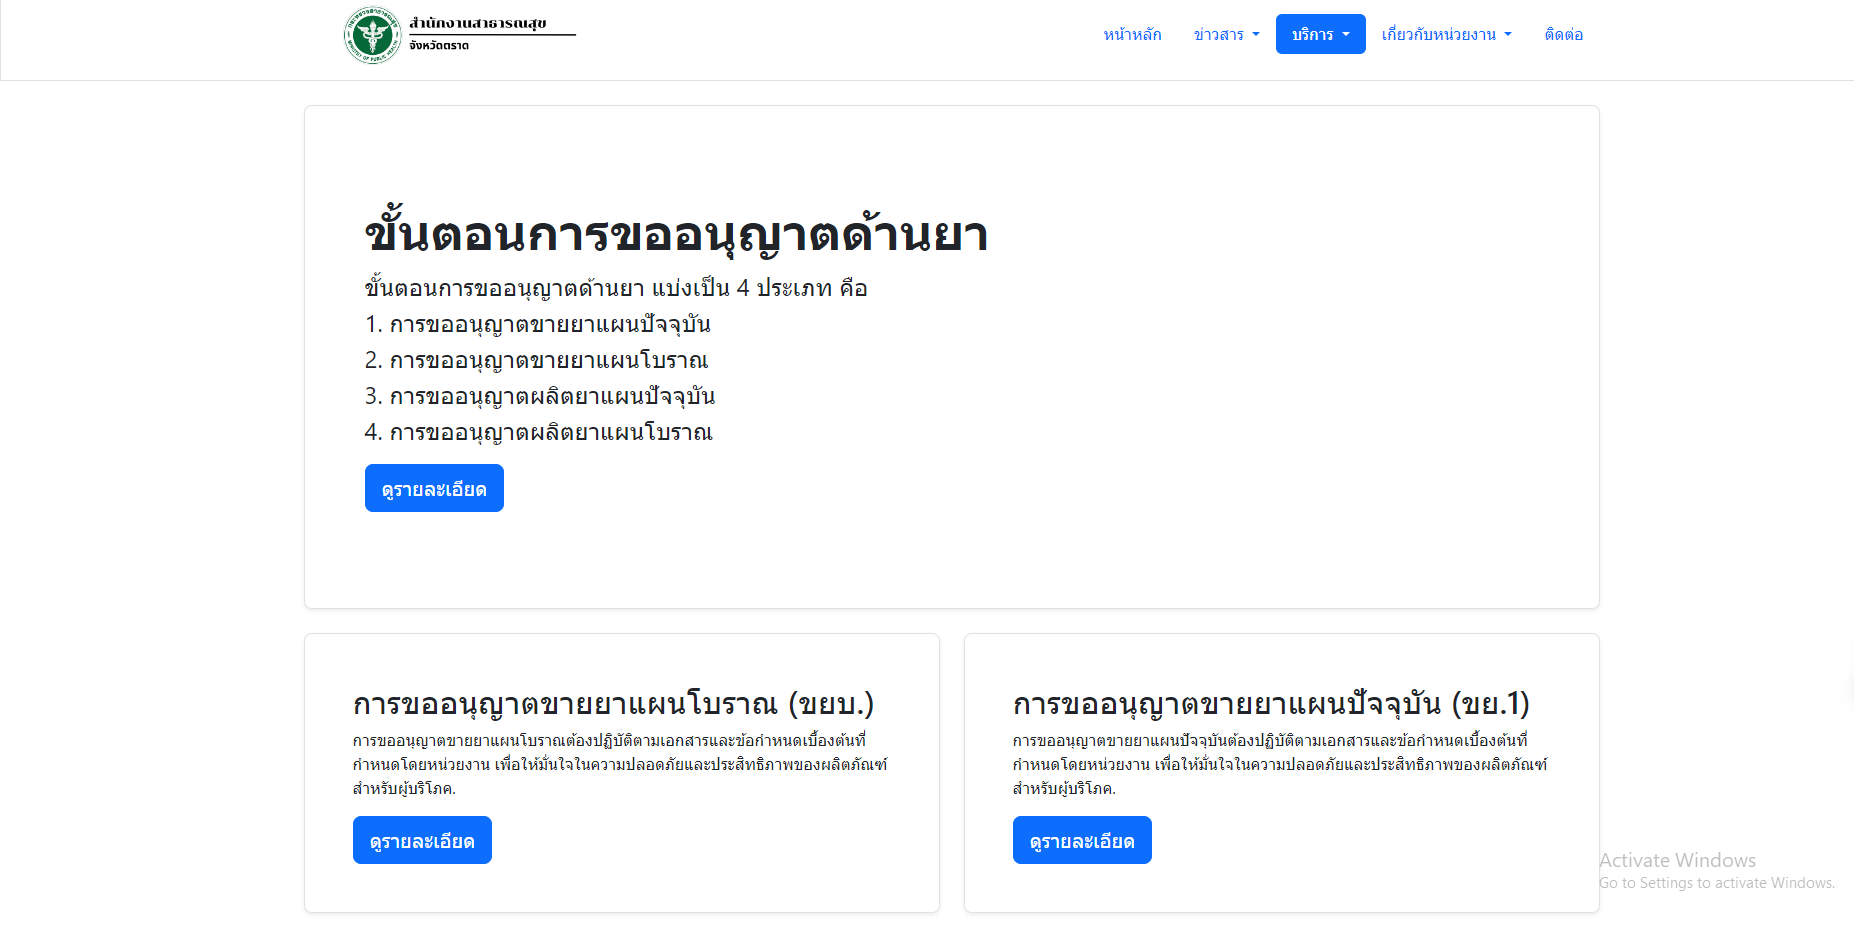 สำนักงานสาธารณสุข
จังหวัดตราด
กระทรวงสาธารณสุข
MINISTRY OF PUBLIC HEALTH
หน้าหลัก
ข่าวสาร
บริการ
เกี่ยวกับหน่วยงาน
ติดต่อ
ขั้นตอนการขออนุญาตด้านยา
ขั้นตอนการขออนุญาตด้านยา แบ่งเป็น 4 ประเภท คือ
1. การขออนุญาตขายยาแผนปัจจุบัน
2. การขออนุญาตขายยาแผนโบราณ
3. การขออนุญาตผลิตยาแผนปัจจุบัน
4. การขออนุญาตผลิตยาแผนโบราณ
ดูรายละเอียด
การขออนุญาตขายยาแผนโบราณ (ขยบ.)
การขออนุญาตขายยาแผนโบราณต้องปฏิบัติตามเอกสารและข้อกำหนดเบื้องต้นที่
กำหนดโดยหน่วยงาน เพื่อให้มั่นใจในความปลอดภัยและประสิทธิภาพของผลิตภัณฑ์
สำหรับผู้บริโภค.
ดูรายละเอียด
การขออนุญาตขายยาแผนปัจจุบัน (ขย.1)
การขออนุญาตขายยาแผนปัจจุบันต้องปฏิบัติตามเอกสารและข้อกำหนดเบื้องต้นที่
กำหนดโดยหน่วยงาน เพื่อให้มั่นใจในความปลอดภัยและประสิทธิภาพของผลิตภัณฑ์
สำหรับผู้บริโภค.
ดูรายละเอียด
Activate Windows
Go to Settings to activate Windows.